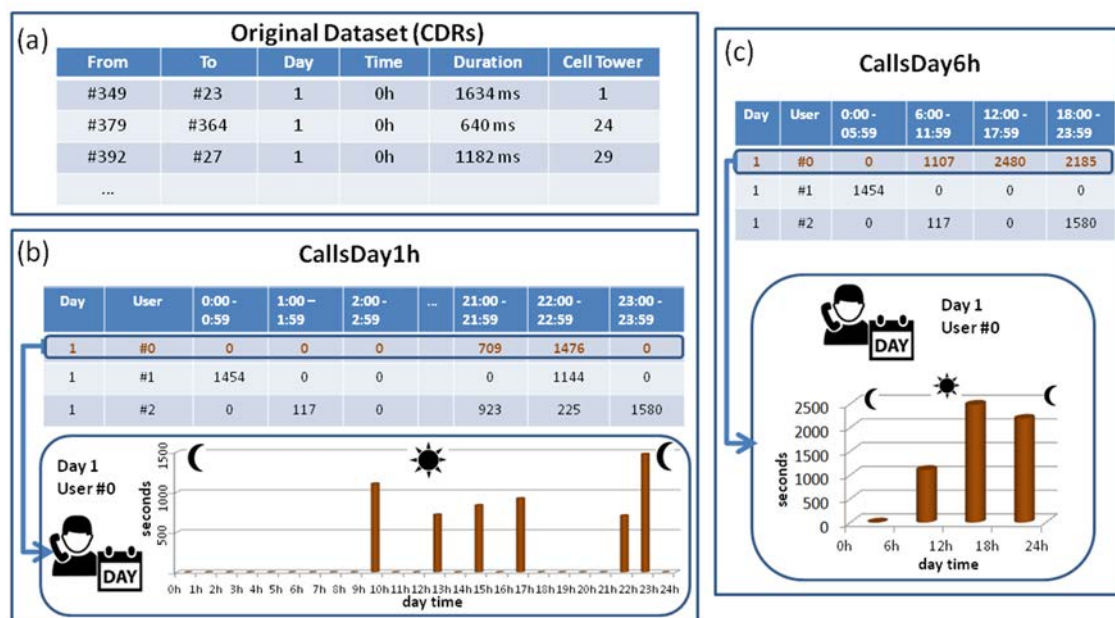 (a)
Original Dataset (CDRs)
From To Day Time Duration Cell Tower
#349 #23 1 0h 1634 ms 1
#379 #364 1 0h 640 ms 24
#392 #27 1 0h 1182 ms 29
...
(b)
CallsDay1h
Day User 0:00 - 0:59 1:00 – 1:59 2:00 - 2:59 ... 21:00 - 21:59 22:00 - 22:59 23:00 - 23:59
1 #0 0 0 0 709 1476 0
1 #1 1454 0 0 0 1144 0
1 #2 0 117 0 923 225 1580
Day 1
User #0
DAY
seconds
1500
1000
500
0h 1h 2h 3h 4h 5h 6h 7h 8h 9h 10h 11h 12h 13h 14h 15h 16h 17h 18h 19h 20h 21h 22h 23h 24h
day time
(c)
CallsDay6h
Day User 0:00 - 05:59 6:00 - 11:59 12:00 - 17:59 18:00 - 23:59
1 #0 0 1107 2480 2185
1 #1 1454 0 0 0
1 #2 0 117 0 1580
Day 1
User #0
DAY
seconds
2500
2000
1500
1000
500
0
0h 6h 12h 18h 24h
day time